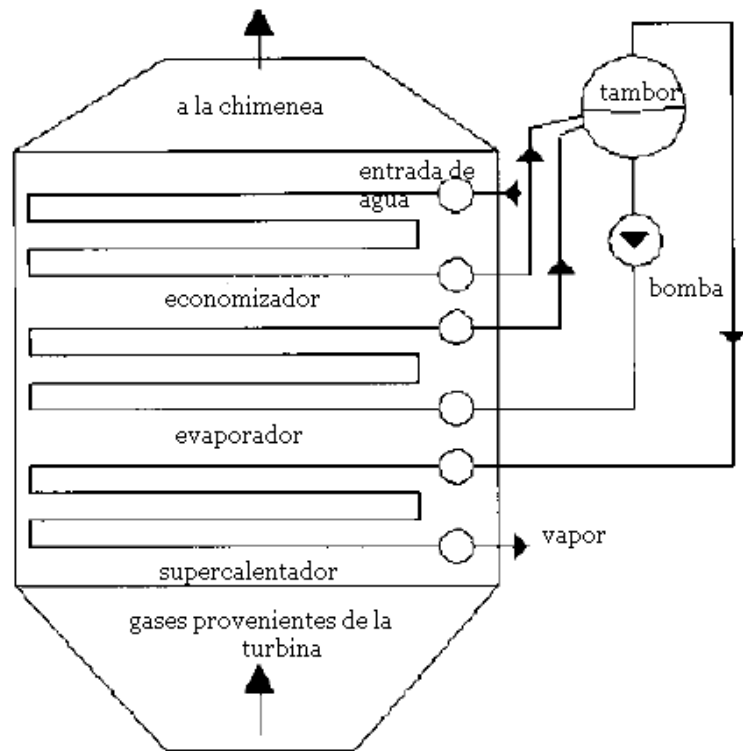 a la chimenea
tambor
entrada de
agua
economizador
bomba
evaporador
vapor
supercalentador
gases provenientes de la
turbina